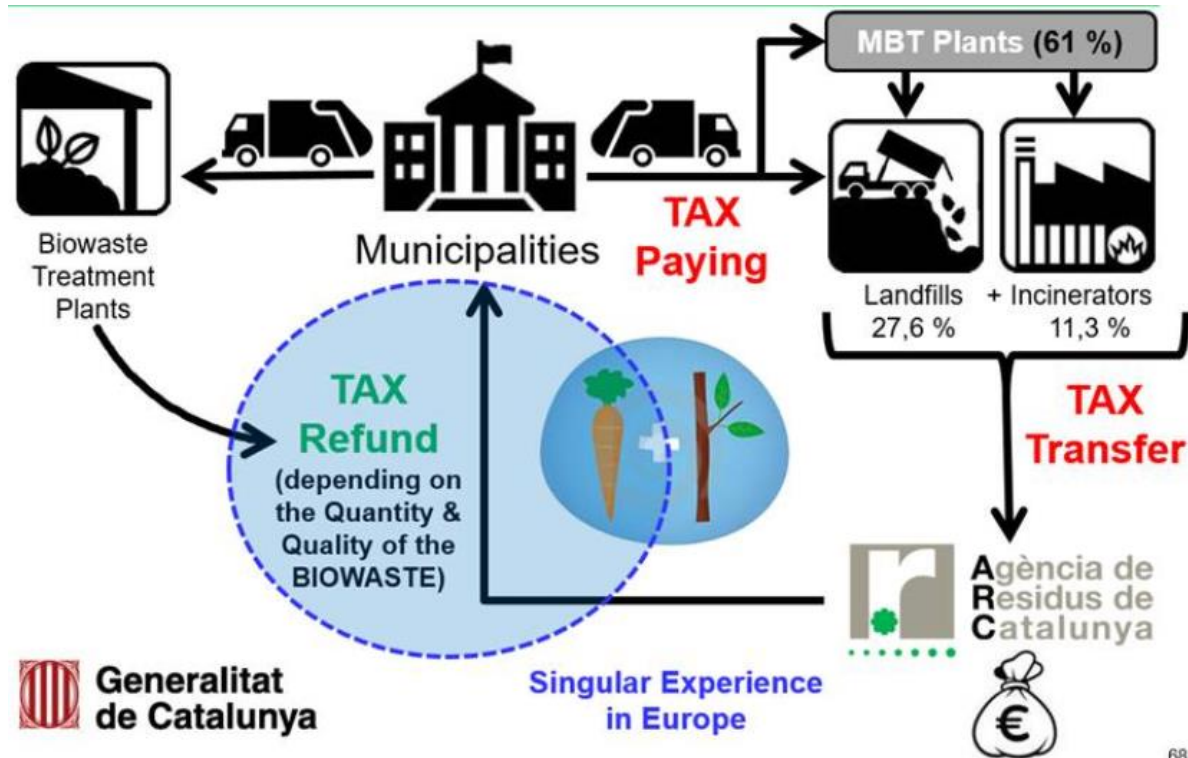 MBT Plants (61 %)
Biowaste
Treatment
Plants
Municipalities
TAX
Paying
Landfills + Incinerators
27,6 % 11,3 %
TAX
Refund
(depending on
the Quantity &
Quality of the
BIOWASTE)
TAX
Transfer
Agència de
Residus de
Catalunya
€
Generalitat
de Catalunya
Singular Experience
in Europe
68